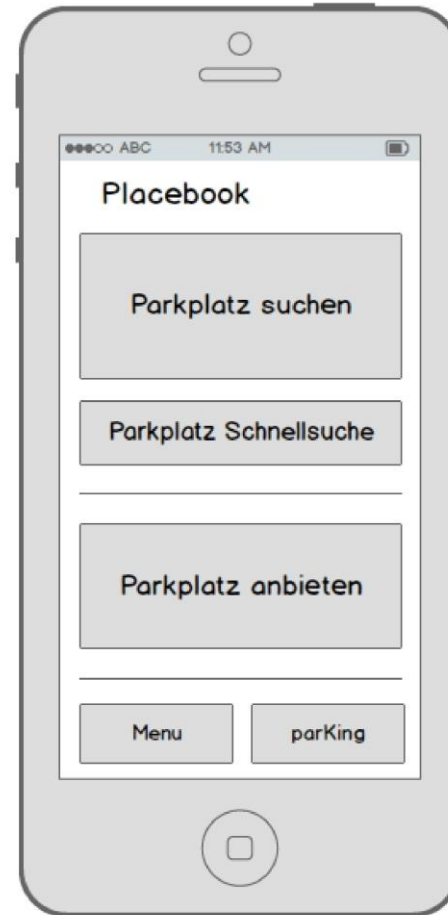 ABC 11:53 AM
Placebook
Parkplatz suchen
Parkplatz Schnellsuche
Parkplatz anbieten
Menu parKing